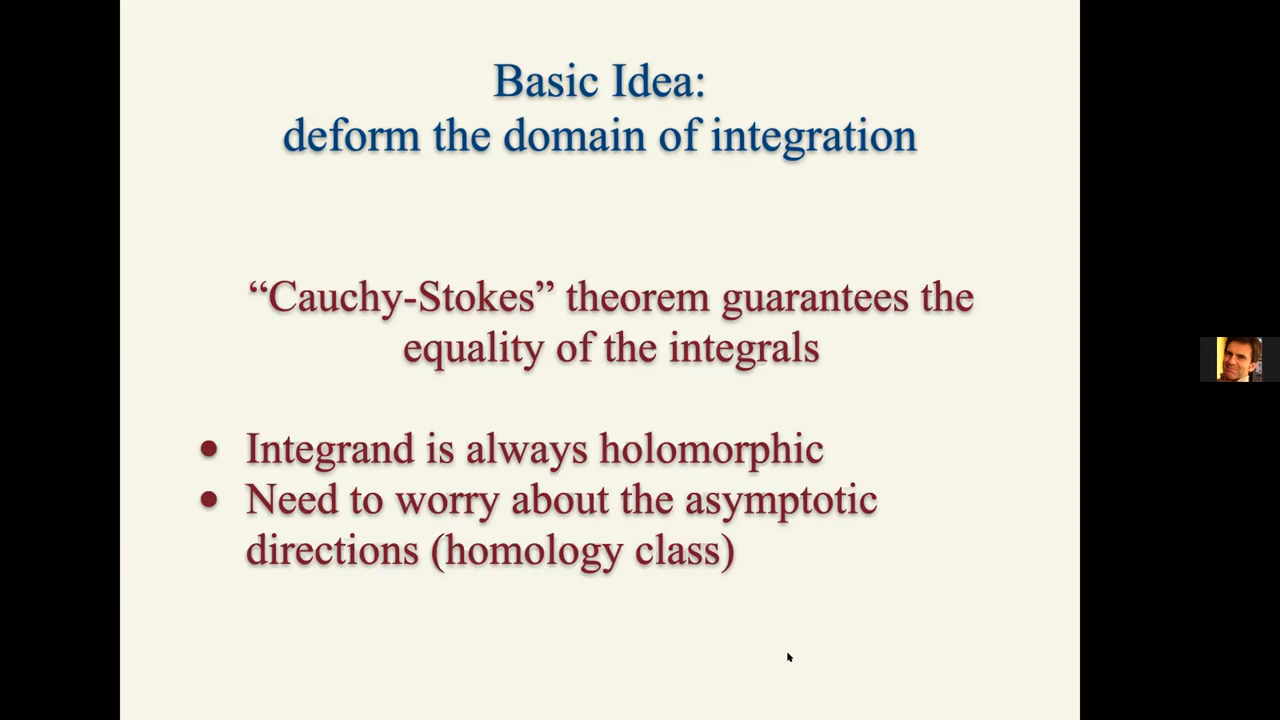 Basic Idea:
deform the domain of integration
“Cauchy-Stokes” theorem guarantees the
equality of the integrals
• Integrand is always holomorphic
• Need to worry about the asymptotic
directions (homology class)